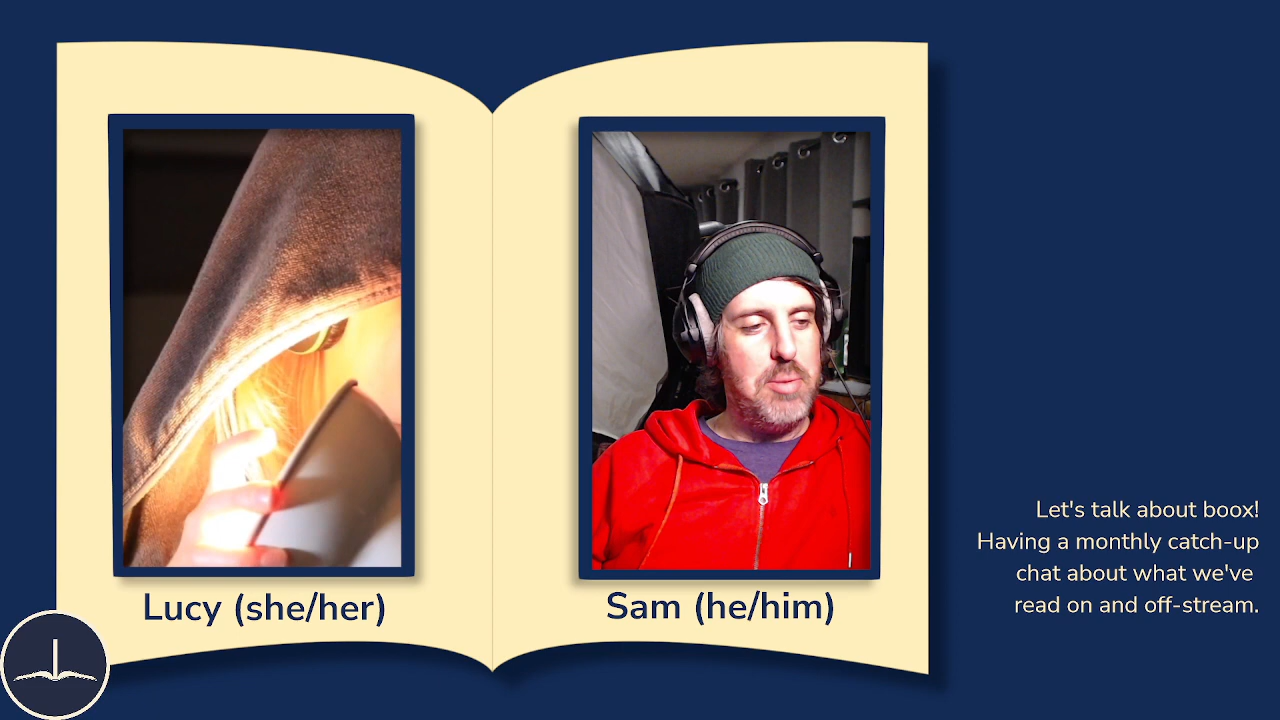 Lucy (she/her)
Sam (he/him)
Let's talk about boox!
Having a monthly catch-up
chat about what we've
read on and off-stream.